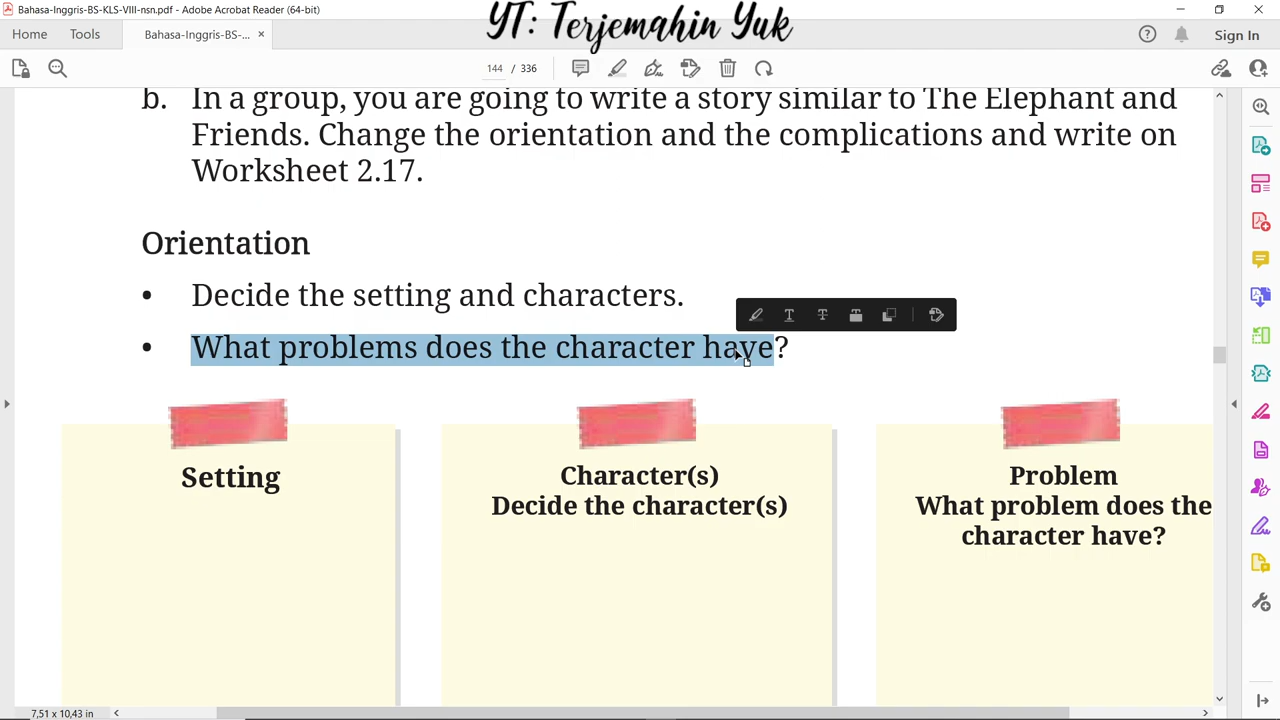 Bahasa-Inggris-BS-KLS-VIII-nsn.pdf - Adobe Acrobat Reader (64-bit)
YT: Terjemahin Yuk
Home Tools Bahasa-Inggris-BS-... × Sign In
144 / 336
b. In a group, you are going to write a story similar to The Elephant and
Friends. Change the orientation and the complications and write on
Worksheet 2.17.
Orientation
• Decide the setting and characters.
• What problems does the character have?
Setting
Character(s)
Decide the character(s)
Problem
What problem does the
character have?
7,51 x 10,43 in